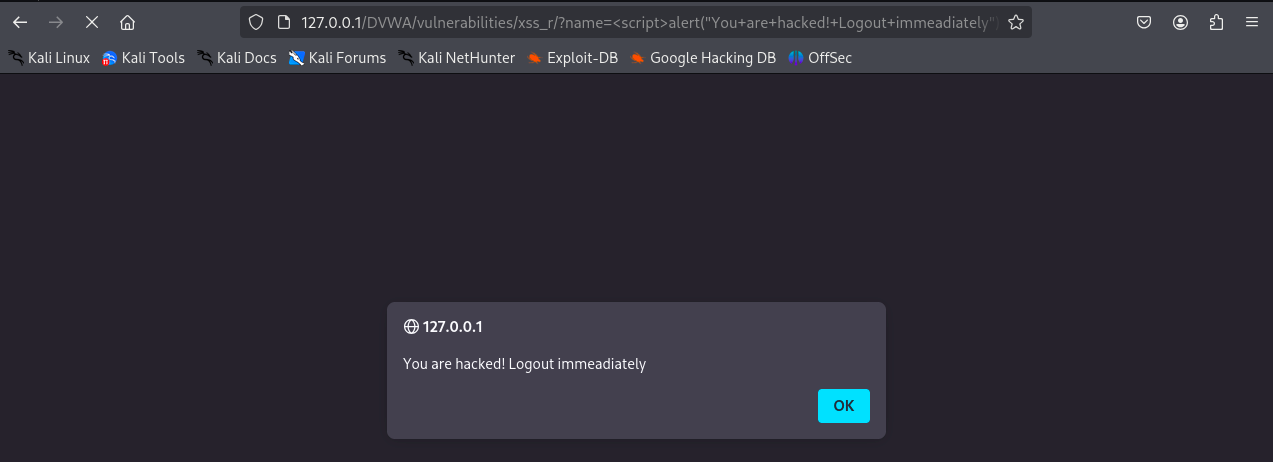 127.0.0.1/DVWA/vulnerabilities/xss_r/?name=<script>alert("You+are+hacked!+Logout+immeadiately")
Kali Linux Kali Tools Kali Docs Kali Forums Kali NetHunter Exploit-DB Google Hacking DB OffSec
127.0.0.1
You are hacked! Logout immeadiately
OK